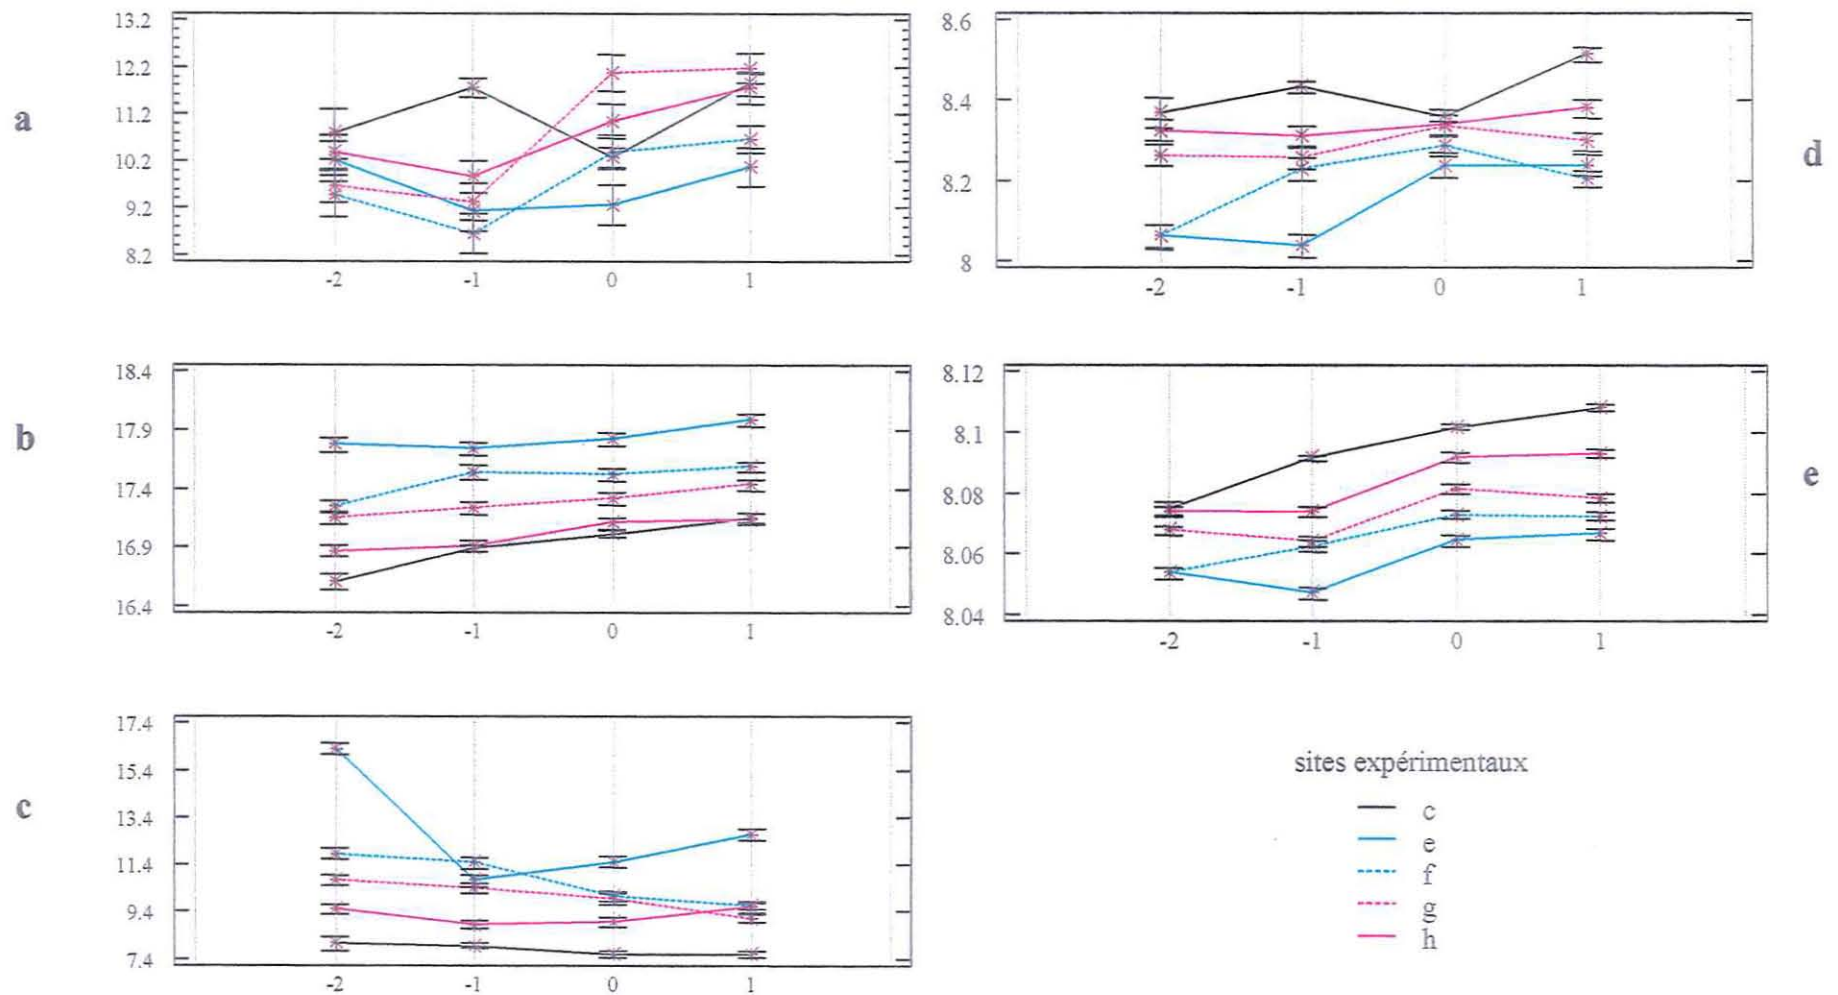 a
13.2
12.2
11.2
10.2
9.2
8.2
-2 -1 0 1
d
8.6
8.4
8.2
8
-2 -1 0 1
b
18.4
17.9
17.4
16.9
16.4
-2 -1 0 1
e
8.12
8.1
8.08
8.06
8.04
-2 -1 0 1
c
17.4
15.4
13.4
11.4
9.4
7.4
-2 -1 0 1
sites expérimentaux
c
e
f
g
h